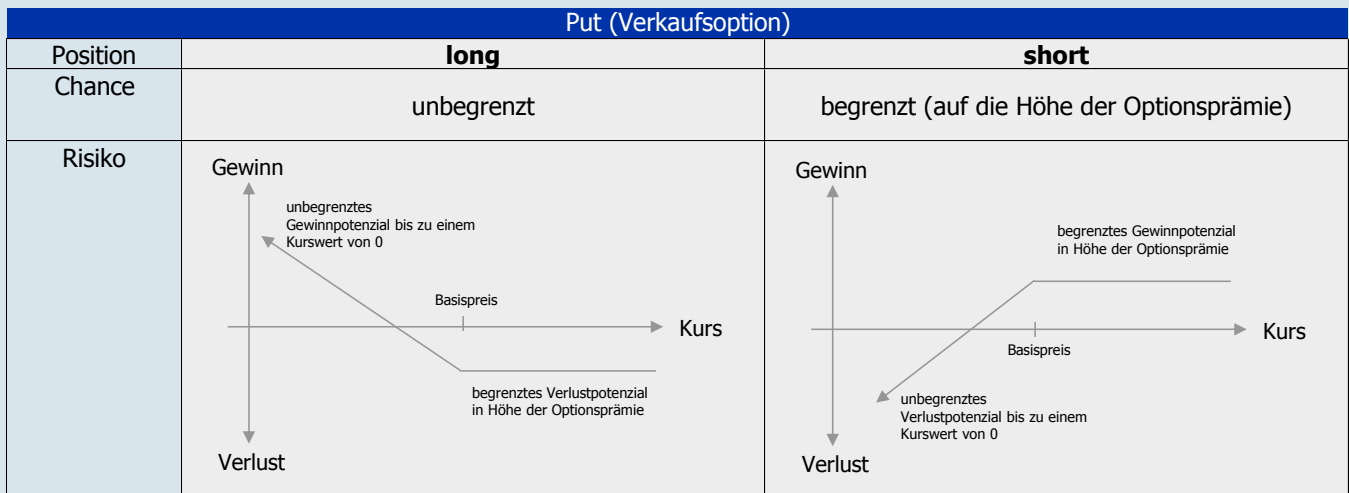 Put (Verkaufsoption)
Position
long
short
Chance
unbegrenzt
begrenzt (auf die Höhe der Optionsprämie)
Risiko
Gewinn
unbegrenztes
Gewinnpotenzial bis zu einem
Kurswert von 0
Basispreis
Kurs
begrenztes Verlustpotenzial
in Höhe der Optionsprämie
Verlust
Gewinn
begrenztes Gewinnpotenzial
in Höhe der Optionsprämie
Kurs
Basispreis
unbegrenztes
Verlustpotenzial bis zu einem
Kurswert von 0
Verlust